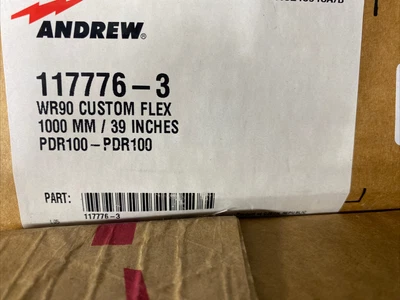 ANDREW®
117776-3
WR90 CUSTOM FLEX
1000 MM / 39 INCHES
PDR100-PDR100
PART:
117776-3